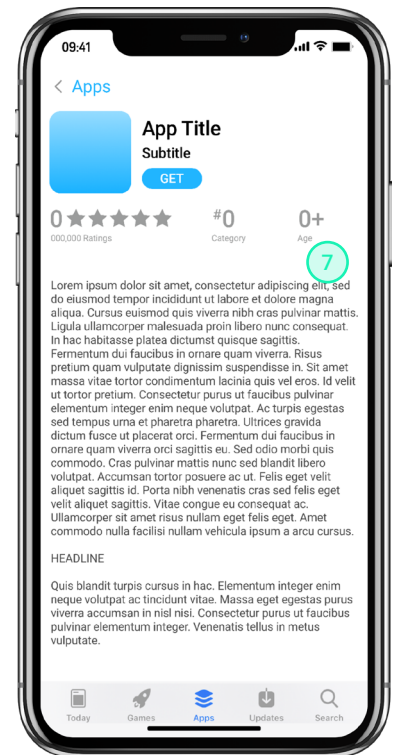 09:41
Apps
App Title
Subtitle
GET
0
#0
0+
000,000 Ratings
Category
Age
7
Lorem ipsum dolor sit amet, consectetur adipiscing elit, sed
do eiusmod tempor incididunt ut labore et dolore magna
aliqua. Cursus euismod quis viverra nibh cras pulvinar mattis.
Ligula ullamcorper malesuada proin libero nunc consequat.
In hac habitasse platea dictumst quisque sagittis.
Fermentum dui faucibus in ornare quam viverra. Risus
pretium quam vulputate dignissim suspendisse in. Sit amet
massa vitae tortor condimentum lacinia quis vel eros. Id velit
ut tortor pretium. Consectetur purus ut faucibus pulvinar
elementum integer enim neque volutpat. Ac turpis egestas
sed tempus urna et pharetra pharetra. Ultrices gravida
dictum fusce ut placerat orci. Fermentum dui faucibus in
ornare quam viverra orci sagittis eu. Sed odio morbi quis
commodo. Cras pulvinar mattis nunc sed blandit libero
volutpat. Accumsan tortor posuere ac ut. Felis eget velit
aliquet sagittis id. Porta nibh venenatis cras sed felis eget
velit aliquet sagittis. Vitae congue eu consequat ac.
Ullamcorper sit amet risus nullam eget felis eget. Amet
commodo nulla facilisi nullam vehicula ipsum a arcu cursus.
HEADLINE
Quis blandit turpis cursus in hac. Elementum integer enim
neque volutpat ac tincidunt vitae. Massa eget egestas purus
viverra accumsan in nisl nisi. Consectetur purus ut faucibus
pulvinar elementum integer. Venenatis tellus in metus
vulputate.
Today
Games
Apps
Updates
Search